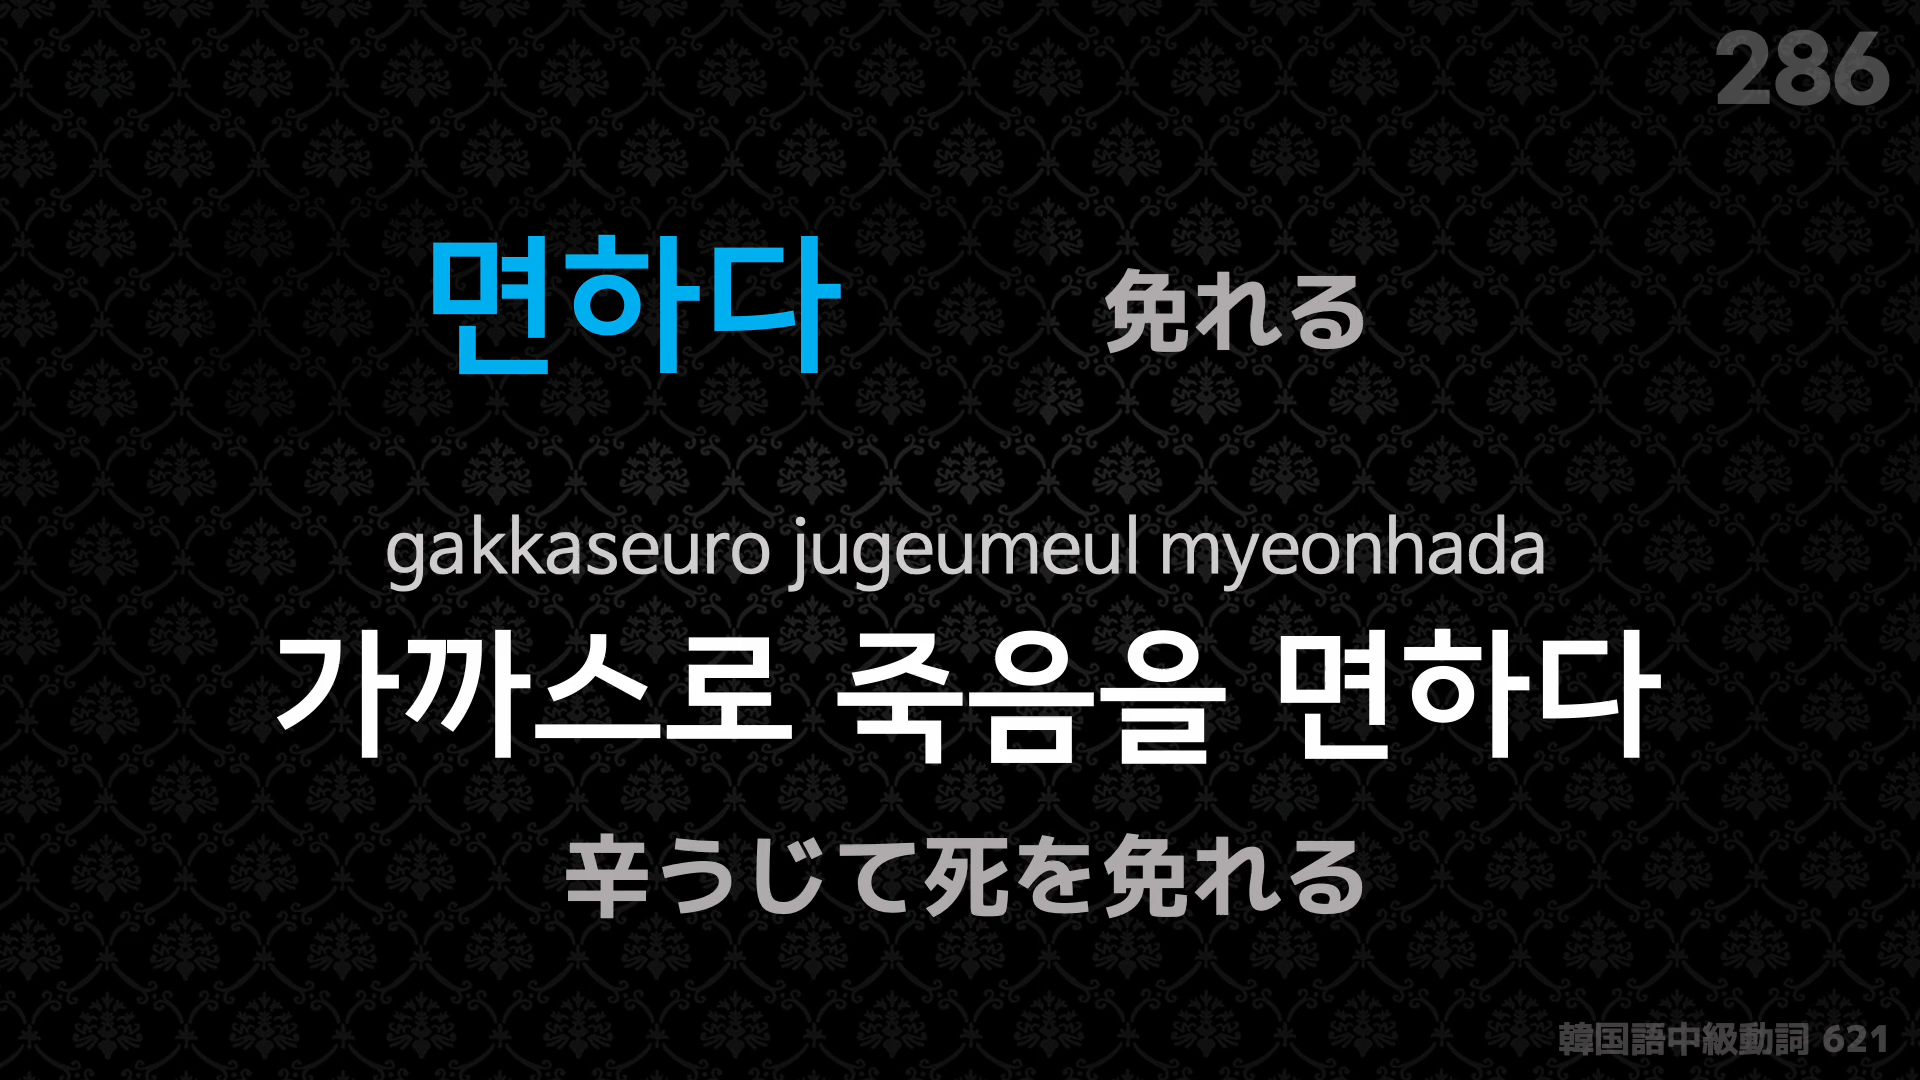 286
면하다 免れる
gakkaseuro jugeumeul myeonhada
가까스로 죽음을 면하다
辛うじて死を免れる
韓国語中級動詞 621